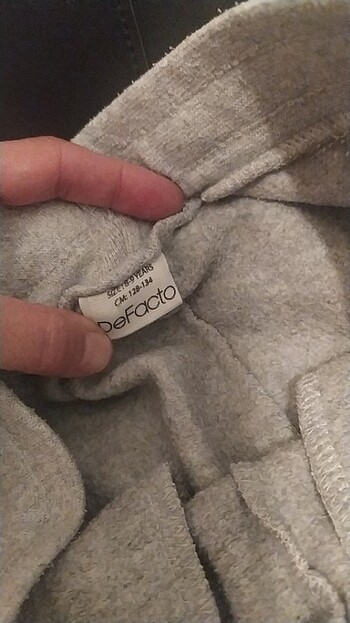 SIZE: 8-9 YEARS
CM: 128-134
DeFacto